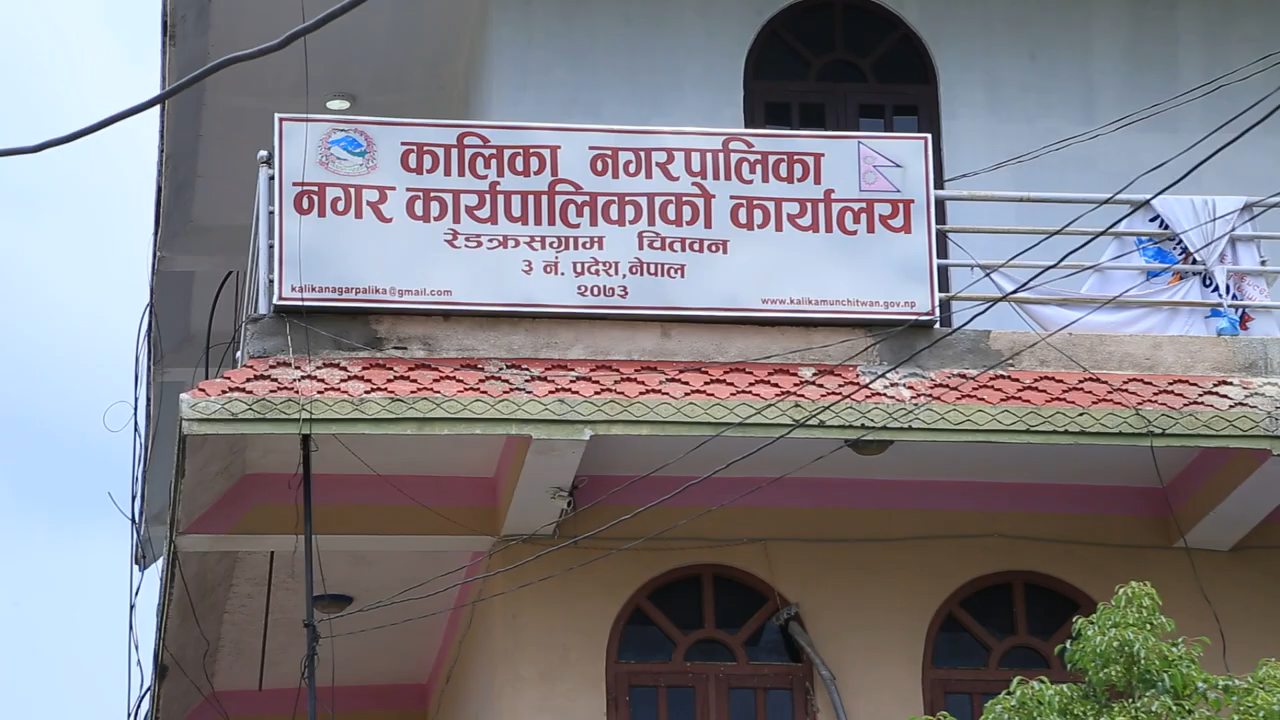 कालिका नगरपालिका
नगर कार्यपालिकाको कार्यालय
रेडक्रसग्राम चितवन
३ नं. प्रदेश,नेपाल
२०७३
kalikanagarpalika@gmail.com
www.kalikamunchitwan.gov.np